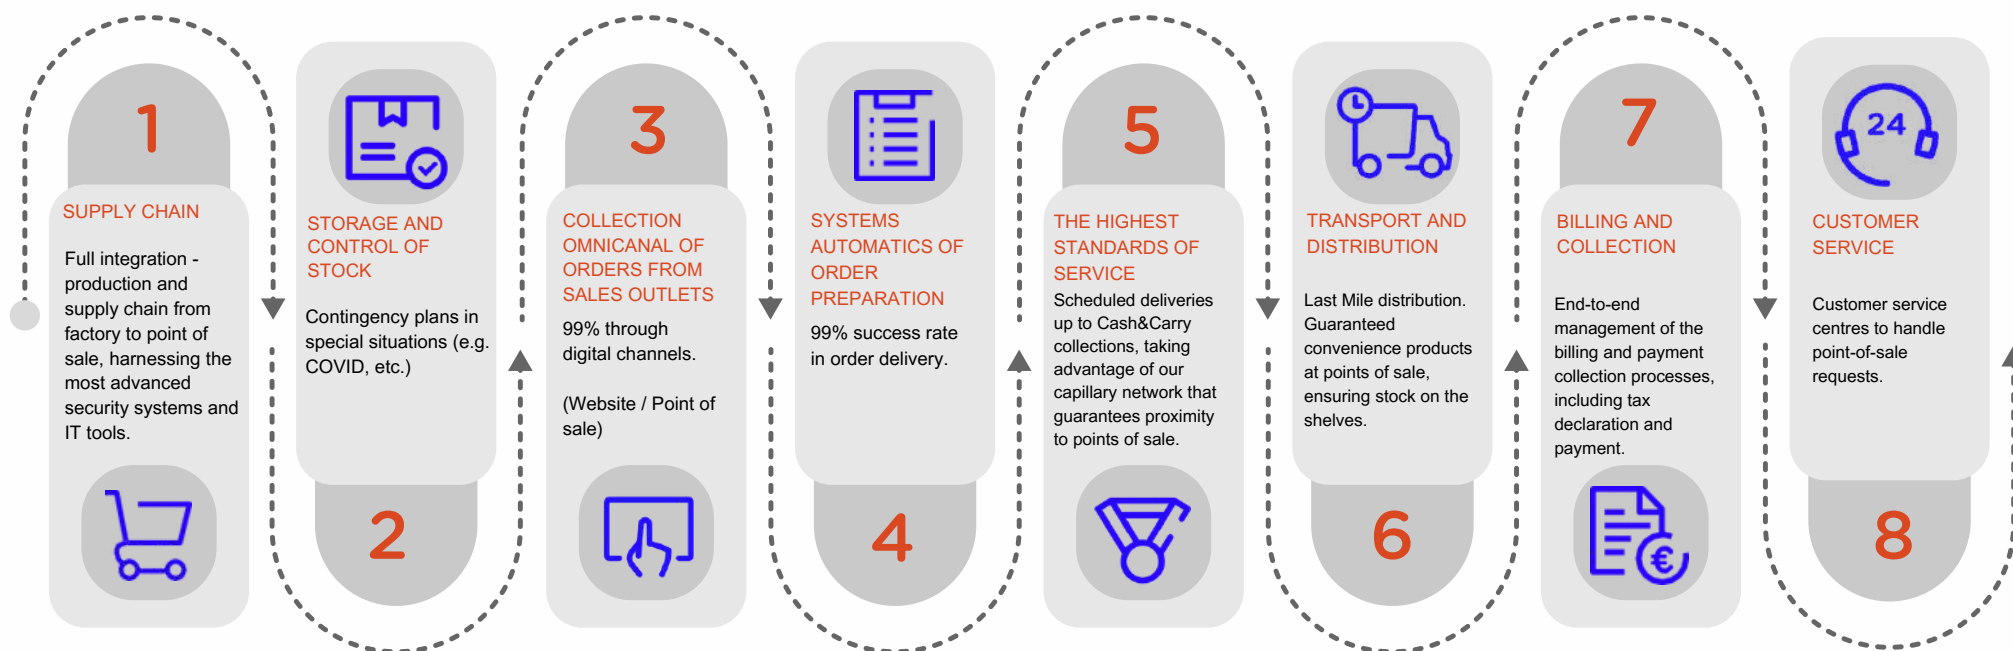 1
SUPPLY CHAIN
Full integration -
production and
supply chain from
factory to point of
sale, harnessing the
most advanced
security systems and
IT tools.
STORAGE AND
CONTROL OF
STOCK
Contingency plans in
special situations (e.g.
COVID, etc.)
2
3
COLLECTION
OMNICANAL OF
ORDERS FROM
SALES OUTLETS
99% through
digital channels.
(Website / Point of
sale)
SYSTEMS
AUTOMATICS OF
ORDER
PREPARATION
99% success rate
in order delivery.
4
5
THE HIGHEST
STANDARDS OF
SERVICE
Scheduled deliveries
up to Cash&Carry
collections, taking
advantage of our
capillary network that
guarantees proximity
to points of sale.
TRANSPORT AND
DISTRIBUTION
Last Mile distribution.
Guaranteed
convenience products
at points of sale,
ensuring stock on the
shelves.
6
7
BILLING AND
COLLECTION
End-to-end
management of the
billing and payment
collection processes,
including tax
declaration and
payment.
€
24
CUSTOMER
SERVICE
Customer service
centres to handle
point-of-sale
requests.
8